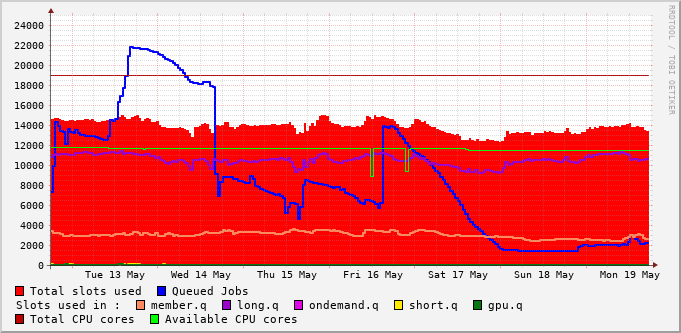 24000
22000
20000
18000
16000
14000
12000
10000
8000
6000
4000
2000
0
Tue 13 May Wed 14 May Thu 15 May Fri 16 May Sat 17 May Sun 18 May Mon 19 May
Total slots used Queued Jobs
Slots used in : member.q long.q ondemand.q short.q gpu.q
Total CPU cores Available CPU cores
RRDTOOL / TOBI OETIKER